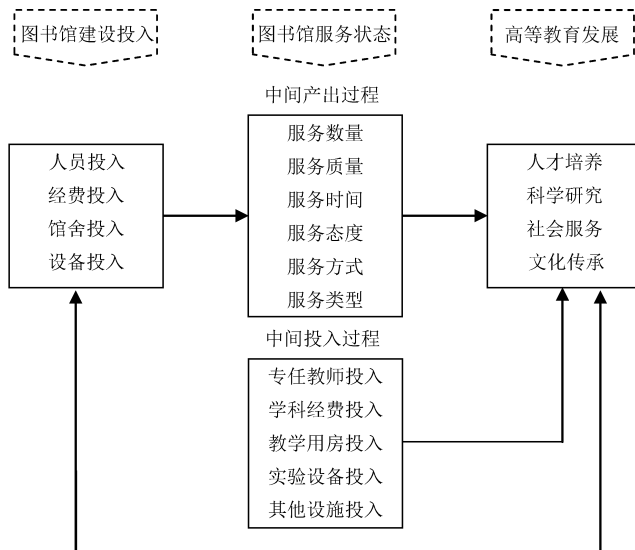 图书馆建设投入
图书馆服务状态
高等教育发展
中间产出过程
人员投入
经费投入
馆舍投入
设备投入
服务数量
服务质量
服务时间
服务态度
服务方式
服务类型
人才培养
科学研究
社会服务
文化传承
中间投入过程
专任教师投入
学科经费投入
教学用房投入
实验设备投入
其他设施投入